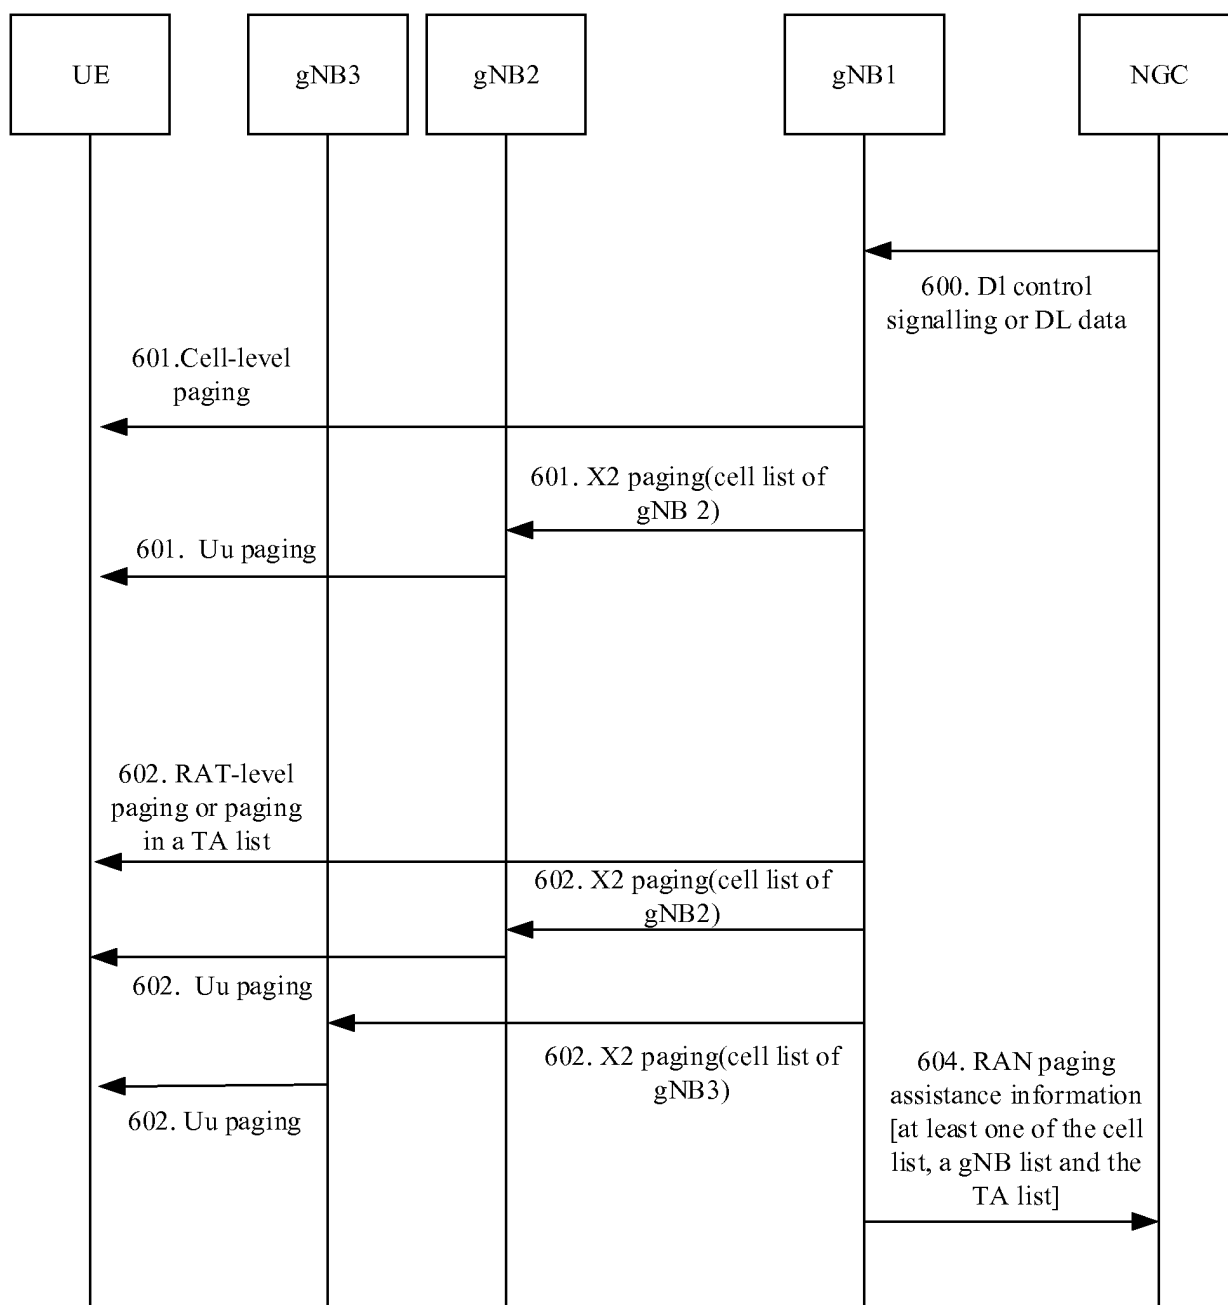 UE
gNB3
gNB2
gNB1
NGC
600. Dl control
signalling or DL data
601.Cell-level
paging
601. X2 paging(cell list of
gNB 2)
601.  Uu paging
602. RAT-level
paging or paging
in a TA list
602. X2 paging(cell list of
gNB2)
602.  Uu paging
602. X2 paging(cell list of
gNB3)
602. Uu paging
604. RAN paging
assistance information
[at least one of the cell
list, a gNB list and the
TA list]